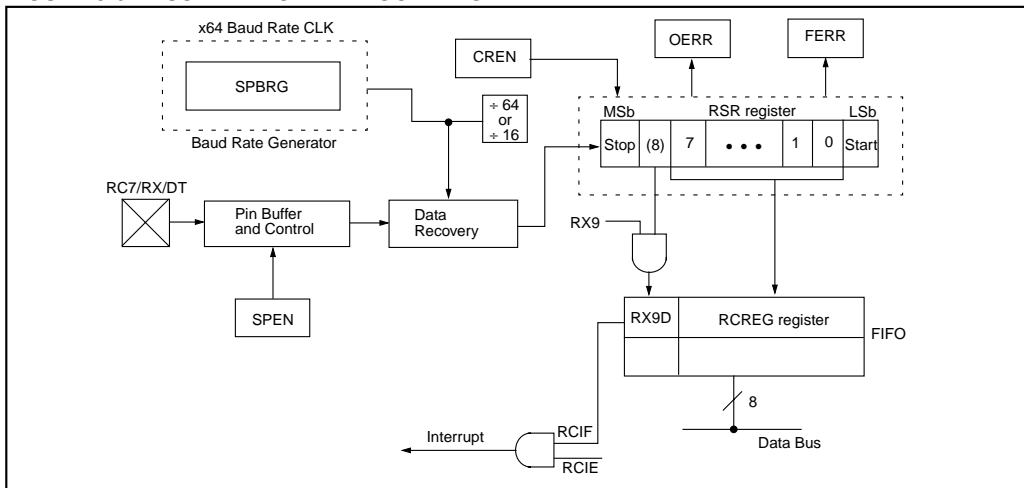 x64 Baud Rate CLK
SPBRG
Baud Rate Generator
CREN
OERR
FERR
÷ 64
or
÷ 16
MSb
RSR register
LSb
Stop
(8)
7
• • •
1
0
Start
RC7/RX/DT
Pin Buffer
and Control
Data
Recovery
RX9
SPEN
RX9D
RCREG register
FIFO
8
Data Bus
Interrupt
RCIF
RCIE